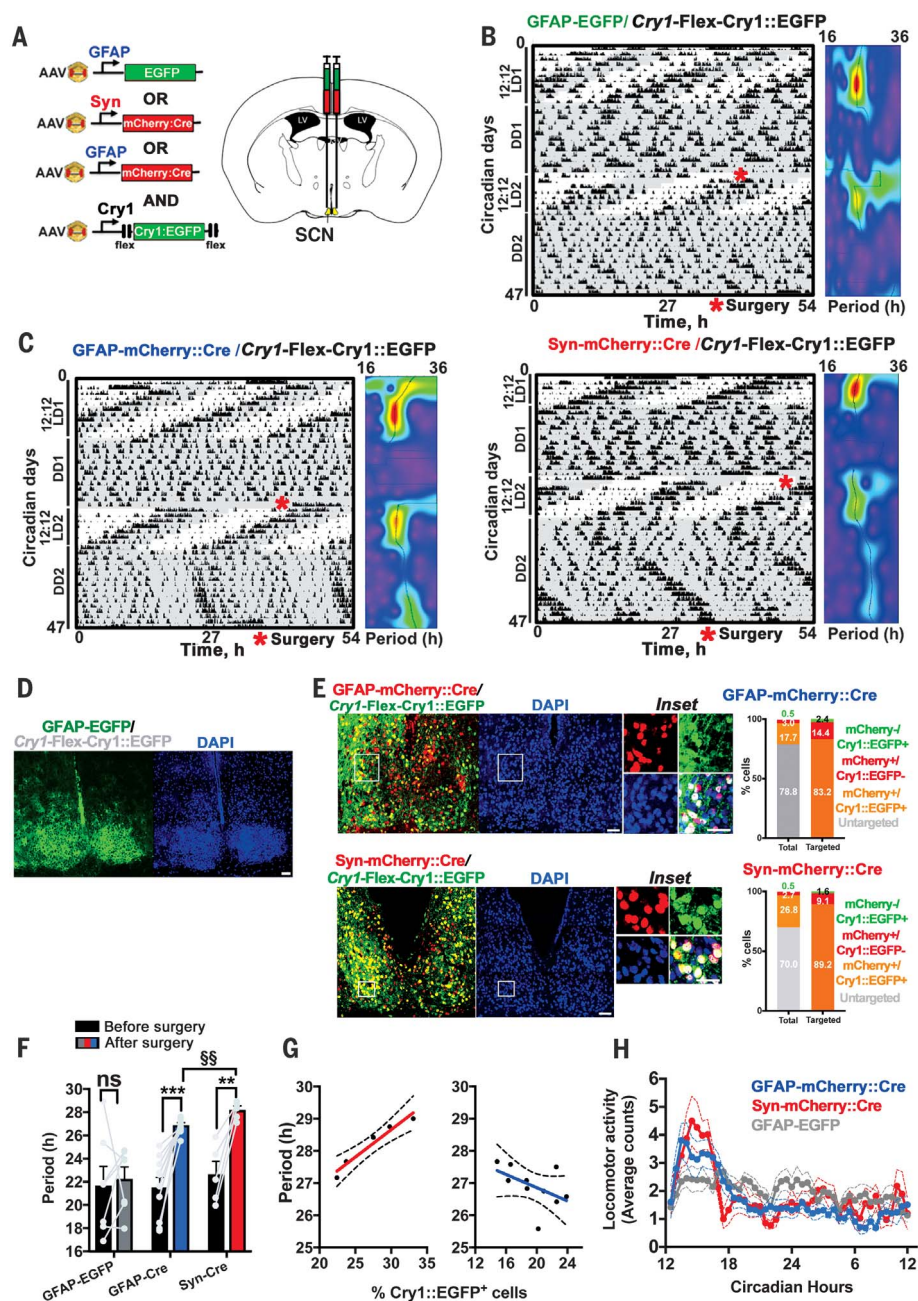 A
GFAP
AAV
EGFP
Syn OR
AAV
mCherry:Cre
GFAP OR
AAV
mCherry:Cre
AND
Cry1
AAV
Cry1:EGFP
flex flex
LV LV
SCN
B
GFAP-EGFP/Cry1-Flex-Cry1::EGFP
16 36
0
12:12 LD1
DD1
12:12 LD2
DD2
47
Circadian days
0 27 54
Surgery
Time, h
Period (h)
C
GFAP-mCherry::Cre /Cry1-Flex-Cry1::EGFP
16 36
0
12:12 LD1
DD1
12:12 LD2
DD2
47
Circadian days
0 27 54
Surgery
Time, h
Period (h)
Syn-mCherry::Cre /Cry1-Flex-Cry1::EGFP
16 36
0
12:12 LD1
DD1
12:12 LD2
DD2
47
Circadian days
0 27 54
Surgery
Time, h
Period (h)
D
GFAP-EGFP/
Cry1-Flex-Cry1::EGFP
DAPI
E
GFAP-mCherry::Cre/
Cry1-Flex-Cry1::EGFP
DAPI
Inset
GFAP-mCherry::Cre
0.5
100
3.0
2.4
17.7
14.4
50
78.8
83.2
0
% cells
Total Targeted
mCherry-/
Cry1::EGFP+
mCherry+/
Cry1::EGFP-
mCherry+/
Cry1::EGFP+
Untargeted
Syn-mCherry::Cre/
Cry1-Flex-Cry1::EGFP
DAPI
Inset
Syn-mCherry::Cre
0.5
100
2.7
1.6
9.1
26.8
50
70.0
89.2
0
% cells
Total Targeted
mCherry-/
Cry1::EGFP+
mCherry+/
Cry1::EGFP-
mCherry+/
Cry1::EGFP+
Untargeted
F
Before surgery
After surgery
ns
***
§§
**
30
28
26
24
22
20
18
16
Period (h)
GFAP-EGFP
GFAP-Cre
Syn-Cre
G
Period (h)
30
29
28
27
26
25
20 25 30 35
30
29
28
27
26
25
12 14 16 18 20 22 24 26
% Cry1::EGFP+ cells
H
GFAP-mCherry::Cre
Syn-mCherry::Cre
GFAP-EGFP
6
5
4
3
2
1
0
Locomotor activity
(Average counts)
12 18 24 6 12
Circadian Hours